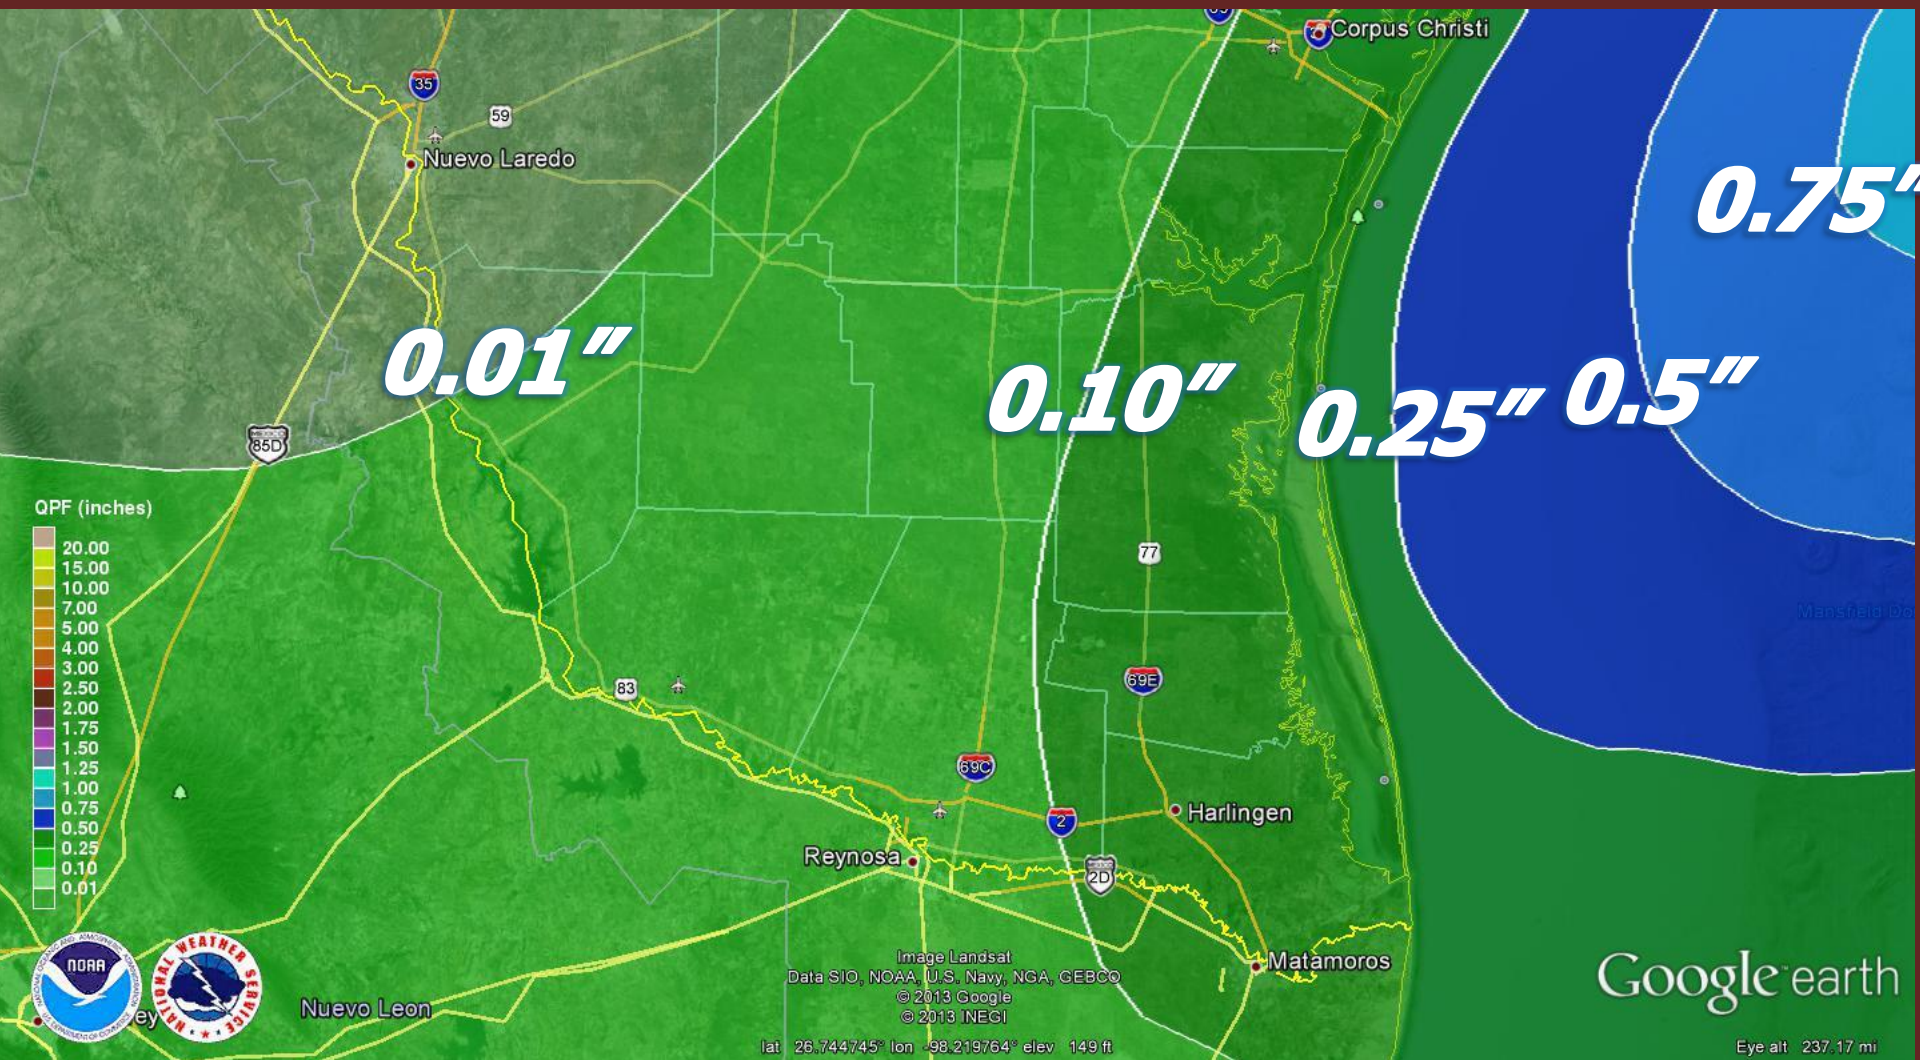 Corpus Christi
35
59
Nuevo Laredo
0.75"
0.01"
0.10"
0.25"
0.5"
MEXICO
85D
QPF (inches)
20.00
15.00
10.00
7.00
5.00
4.00
3.00
2.50
2.00
1.75
1.50
1.25
1.00
0.75
0.50
0.25
0.10
0.01
77
69E
83
69C
2
Harlingen
Reynosa
MEXICO
2D
Matamoros
NOAA
NATIONAL WEATHER SERVICE
Nuevo Leon
Image Landsat
Data SIO, NOAA, U.S. Navy, NGA, GEBCO
© 2013 Google
© 2013 INEGI
Google earth
lat 26.744745° lon -98.219764° elev 149 ft
Eye alt 237.17 mi